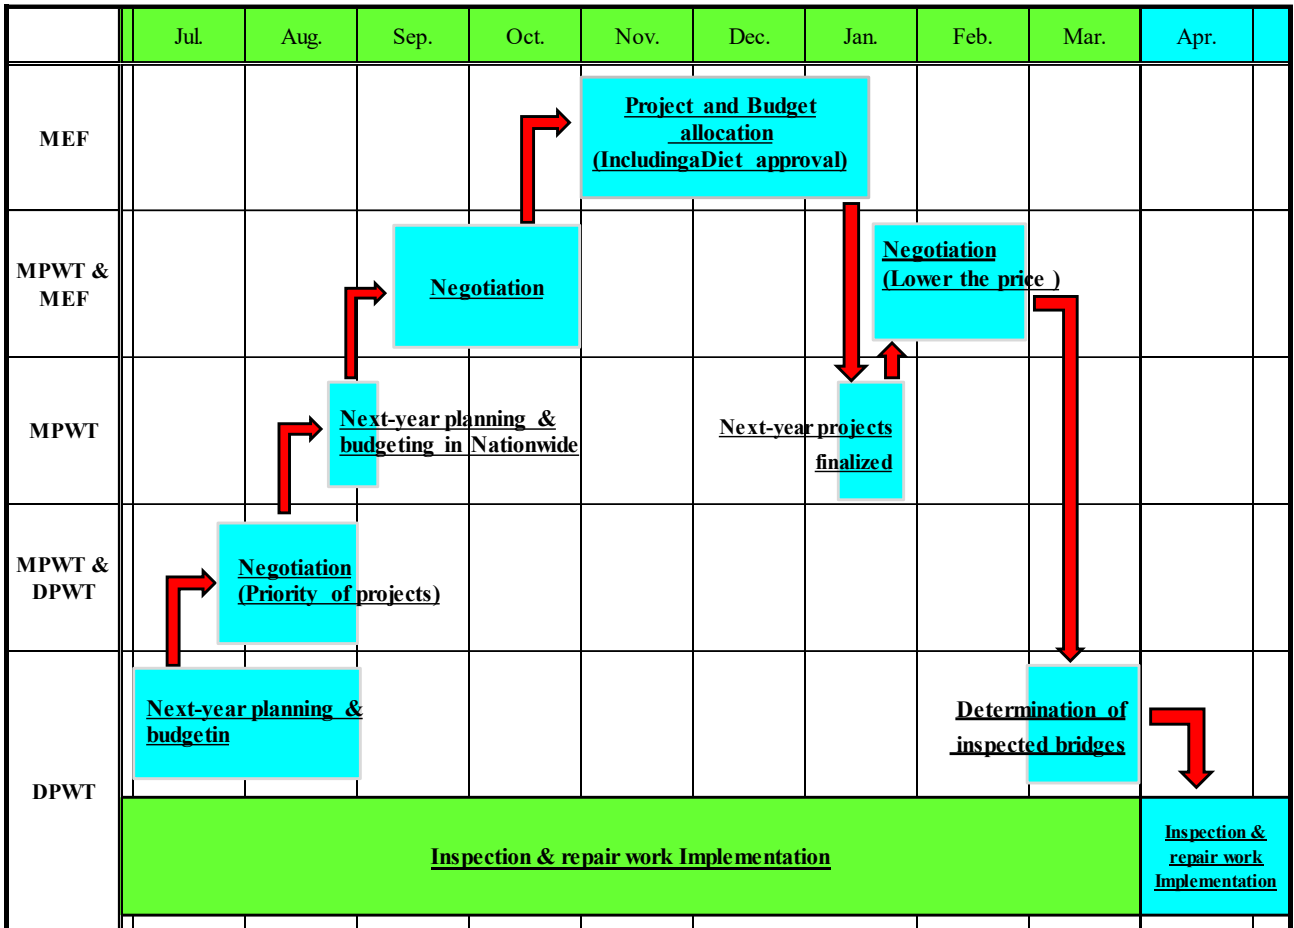 Jul. Aug. Sep. Oct. Nov. Dec. Jan. Feb. Mar. Apr.
MEF
Project and Budget
allocation
(IncludingaDiet approval)
MPWT &
MEF
Negotiation
Negotiation
(Lower the price )
MPWT
Next-year planning &
budgeting in Nationwide
Next-year projects
finalized
MPWT &
DPWT
Negotiation
(Priority of projects)
DPWT
Next-year planning &
budgetin
Determination of
inspected bridges
Inspection & repair work Implementation
Inspection &
repair work
Implementation